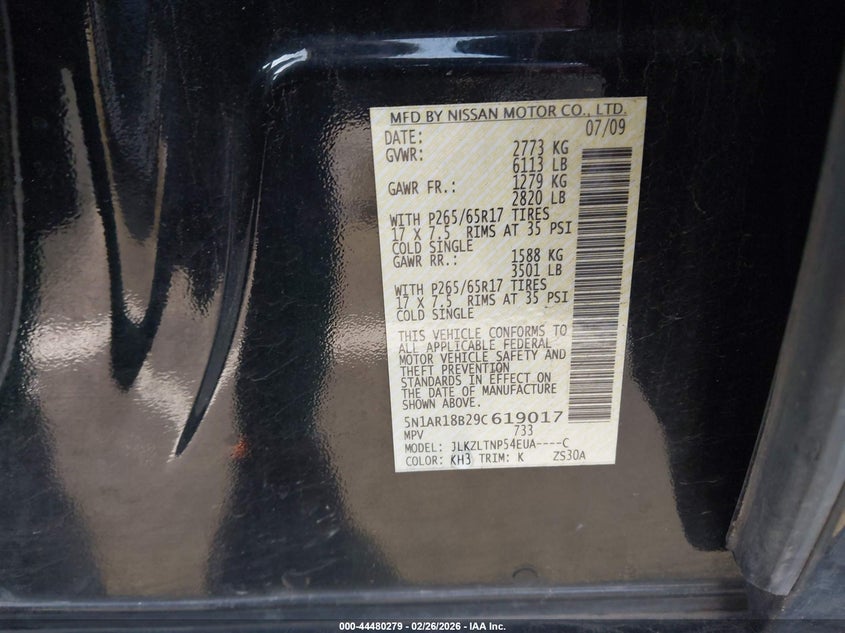 MFD BY NISSAN MOTOR CO., LTD.
DATE: 07/09
GVWR: 2773 KG
6113 LB
GAWR FR.: 1279 KG
2820 LB
WITH P265/65R17 TIRES
17 X 7.5 RIMS AT 35 PSI
COLD SINGLE
GAWR RR.: 1588 KG
3501 LB
WITH P265/65R17 TIRES
17 X 7.5 RIMS AT 35 PSI
COLD SINGLE
THIS VEHICLE CONFORMS TO
ALL APPLICABLE FEDERAL
MOTOR VEHICLE SAFETY AND
THEFT PREVENTION
STANDARDS IN EFFECT ON
THE DATE OF MANUFACTURE
SHOWN ABOVE.
5N1AR18B29C619017
MPV 733
MODEL: JLKZLTNP54EUA----C
COLOR: KH3 TRIM: K ZS30A
000-44480279 - 02/26/2026 - IAA Inc.